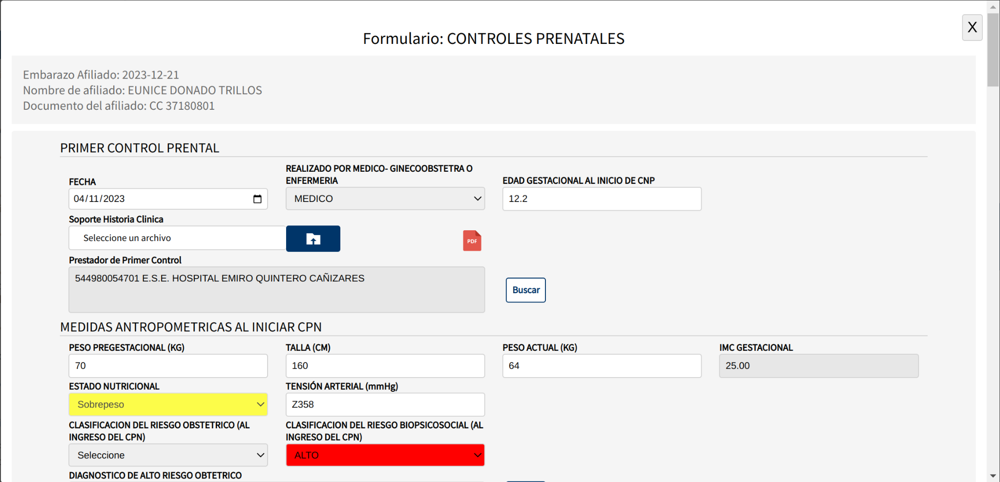 X
Formulario: CONTROLES PRENATALES
Embarazo Afiliado: 2023-12-21
Nombre de afiliado: EUNICE DONADO TRILLOS
Documento del afiliado: CC 37180801
PRIMER CONTROL PRENTAL
FECHA
04/11/2023
REALIZADO POR MEDICO- GINECOOBSTETRA O
ENFERMERIA
MEDICO
EDAD GESTACIONAL AL INICIO DE CNP
12.2
Soporte Historia Clinica
Seleccione un archivo
PDF
Prestador de Primer Control
544980054701 E.S.E. HOSPITAL EMIRO QUINTERO CAÑIZARES
Buscar
MEDIDAS ANTROPOMETRICAS AL INICIAR CPN
PESO PREGESTACIONAL (KG)
70
TALLA (CM)
160
PESO ACTUAL (KG)
64
IMC GESTACIONAL
25.00
ESTADO NUTRICIONAL
Sobrepeso
TENSIÓN ARTERIAL (mmHg)
Z358
CLASIFICACION DEL RIESGO OBSTETRICO (AL
INGRESO DEL CPN)
Seleccione
CLASIFICACION DEL RIESGO BIOPSICOSOCIAL (AL
INGRESO DEL CPN)
ALTO
DIAGNOSTICO DE ALTO RIESGO OBTETRICO